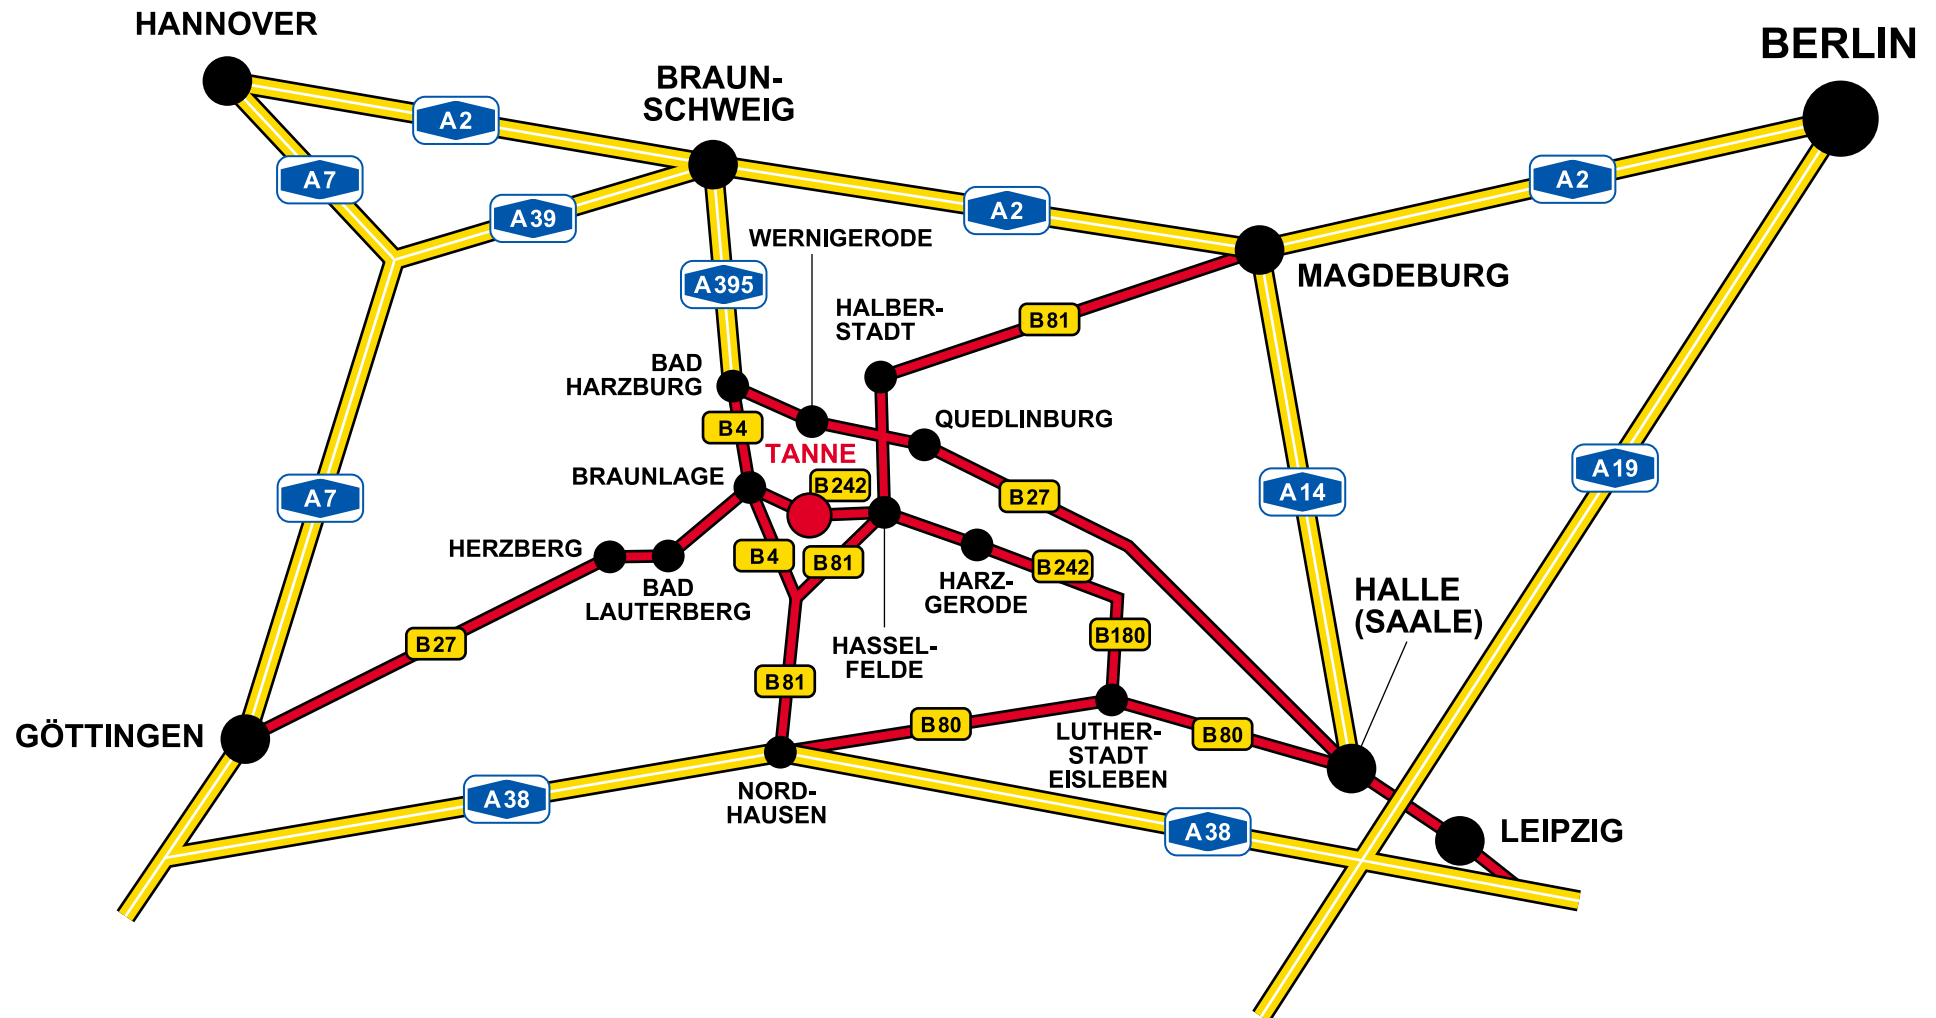 HANNOVER
BERLIN
BRAUN-
SCHWEIG
A2
A7
A39
A2
A2
WERNIGERODE
A395
MAGDEBURG
HALBER-
STADT
B81
BAD
HARZBURG
B4
QUEDLINBURG
TANNE
BRAUNLAGE
B242
B27
A14
A19
A7
HERZBERG
B4
B81
BAD
LAUTERBERG
HARZ-
GERODE
B242
HALLE
(SAALE)
B27
B180
HASSEL-
FELDE
B81
GÖTTINGEN
B80
LUTHER-
STADT
EISLEBEN
B80
A38
NORD-
HAUSEN
A38
LEIPZIG